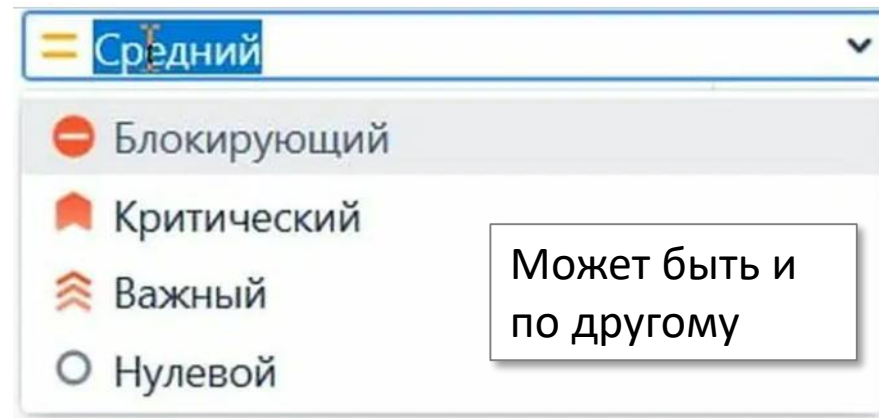 Средний
Блокирующий
Критический
Важный
Нулевой
Может быть и
по другому